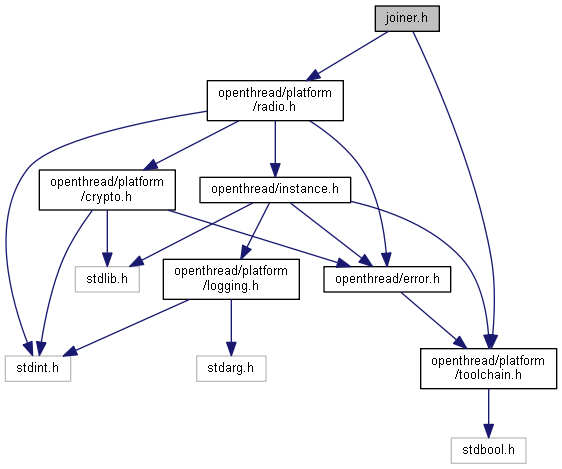 joiner.h
openthread/platform
/radio.h
openthread/platform
/crypto.h
openthread/instance.h
stdlib.h
openthread/platform
/logging.h
openthread/error.h
stdint.h
stdarg.h
openthread/platform
/toolchain.h
stdbool.h